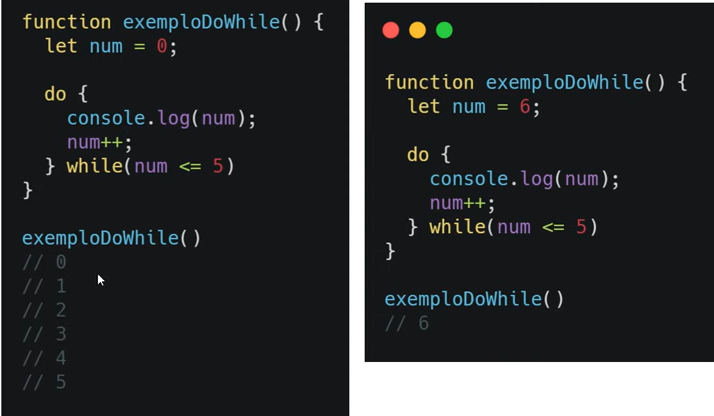 function exemploDoWhile() {
  let num = 0;

  do {
    console.log(num);
    num++;
  } while(num <= 5)
}

exemploDoWhile()
// 0
// 1
// 2
// 3
// 4
// 5

function exemploDoWhile() {
  let num = 6;

  do {
    console.log(num);
    num++;
  } while(num <= 5)
}

exemploDoWhile()
// 6